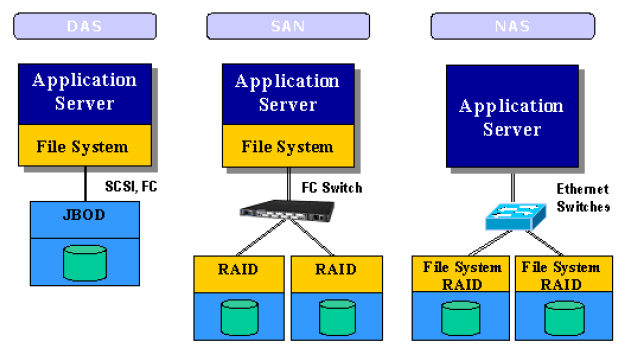 DAS
SAN
NAS
Application
Server
File System
SCSI, FC
JBOD
Application
Server
File System
FC Switch
RAID
RAID
Application
Server
Ethernet
Switches
File System
RAID
File System
RAID